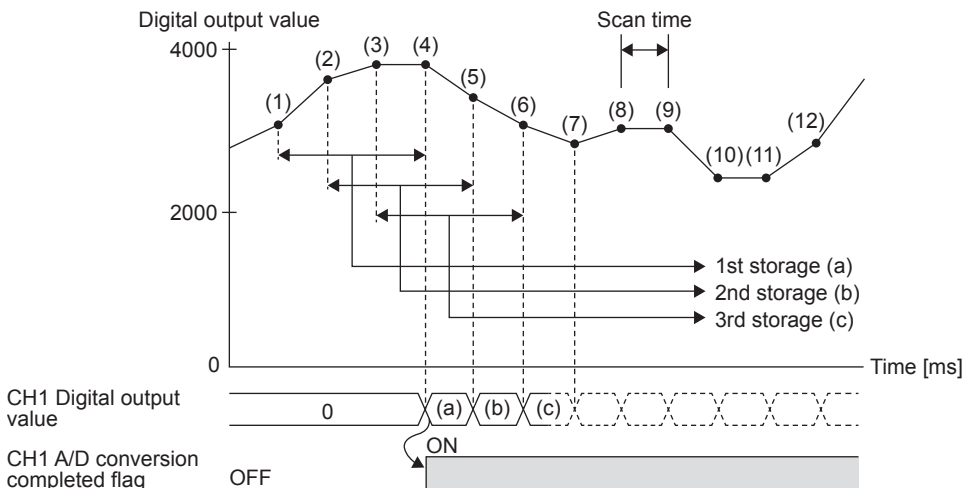 Digital output value
Scan time
4000
(1)
(2)
(3)
(4)
(5)
(6)
(7)
(8)
(9)
(10)
(11)
(12)
2000
1st storage (a)
2nd storage (b)
3rd storage (c)
0
Time [ms]
CH1 Digital output
value
0
(a)
(b)
(c)
CH1 A/D conversion
completed flag
OFF
ON